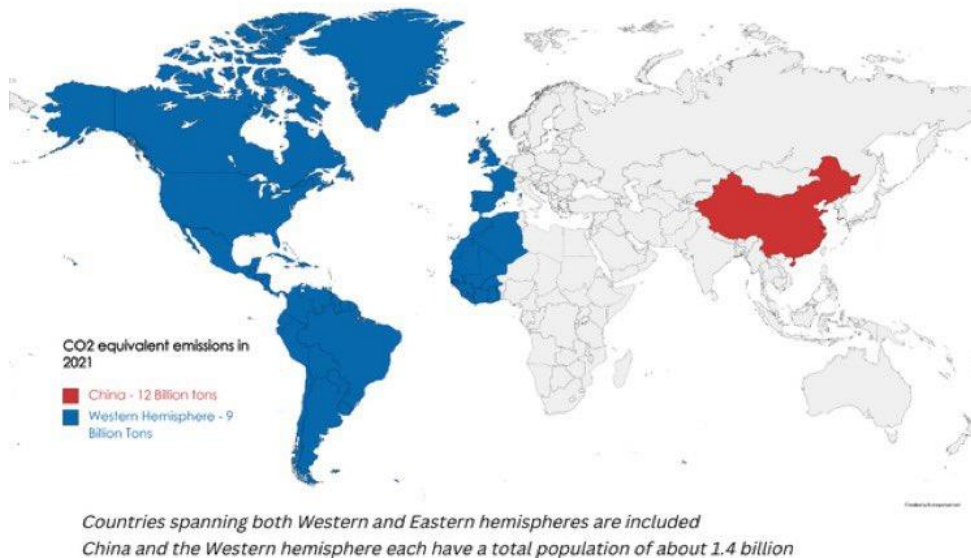 CO2 equivalent emissions in
2021
China - 12 Billion tons
Western Hemisphere - 9
Billion Tons
Countries spanning both Western and Eastern hemispheres are included
China and the Western hemisphere each have a total population of about 1.4 billion